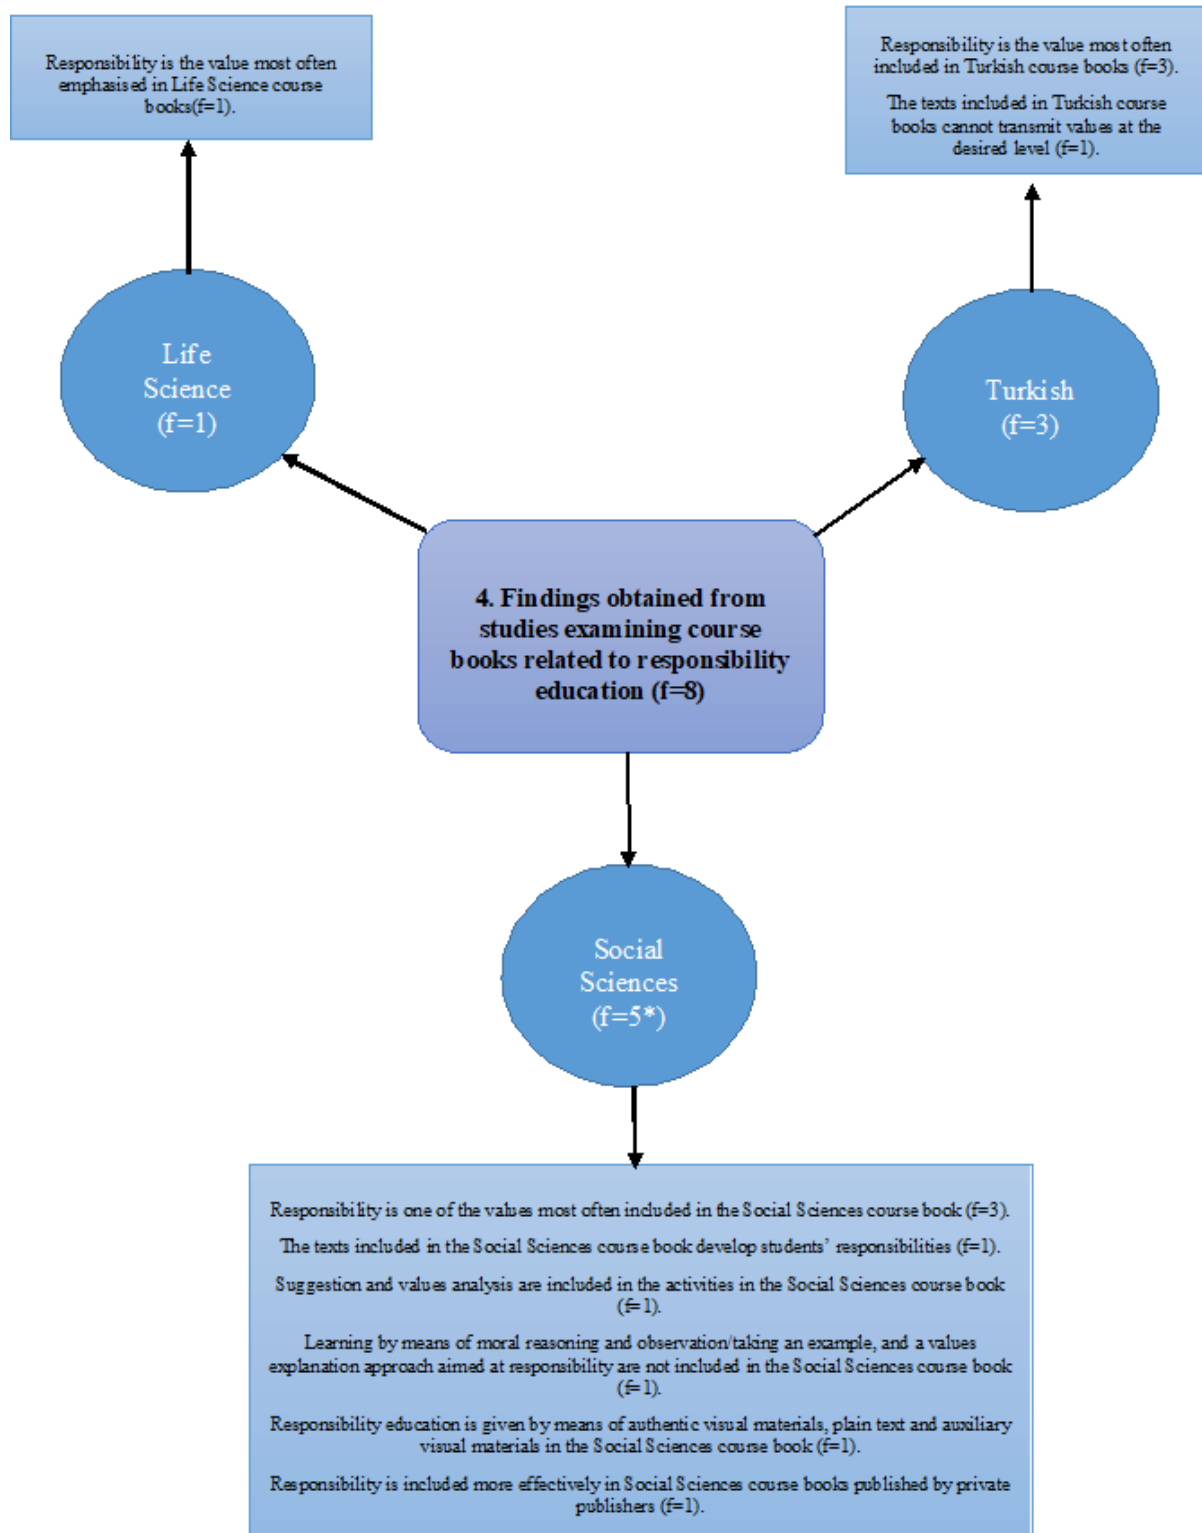 Responsibility is the value most often
emphasised in Life Science course
books(f=1).
Responsibility is the value most often
included in Turkish course books (f=3).
The texts included in Turkish course
books cannot transmit values at the
desired level (f=1).
Life
Science
(f=1)
Turkish
(f=3)
4. Findings obtained from
studies examining course
books related to responsibility
education (f=8)
Social
Sciences
(f=5*)
Responsibility is one of the values most often included in the Social Sciences course book (f=3).
The texts included in the Social Sciences course book develop students’ responsibilities (f=1).
Suggestion and values analysis are included in the activities in the Social Sciences course book
(f=1).
Learning by means of moral reasoning and observation/taking an example, and a values
explanation approach aimed at responsibility are not included in the Social Sciences course book
(f=1).
Responsibility education is given by means of authentic visual materials, plain text and auxiliary
visual materials in the Social Sciences course book (f=1).
Responsibility is included more effectively in Social Sciences course books published by private
publishers (f=1).